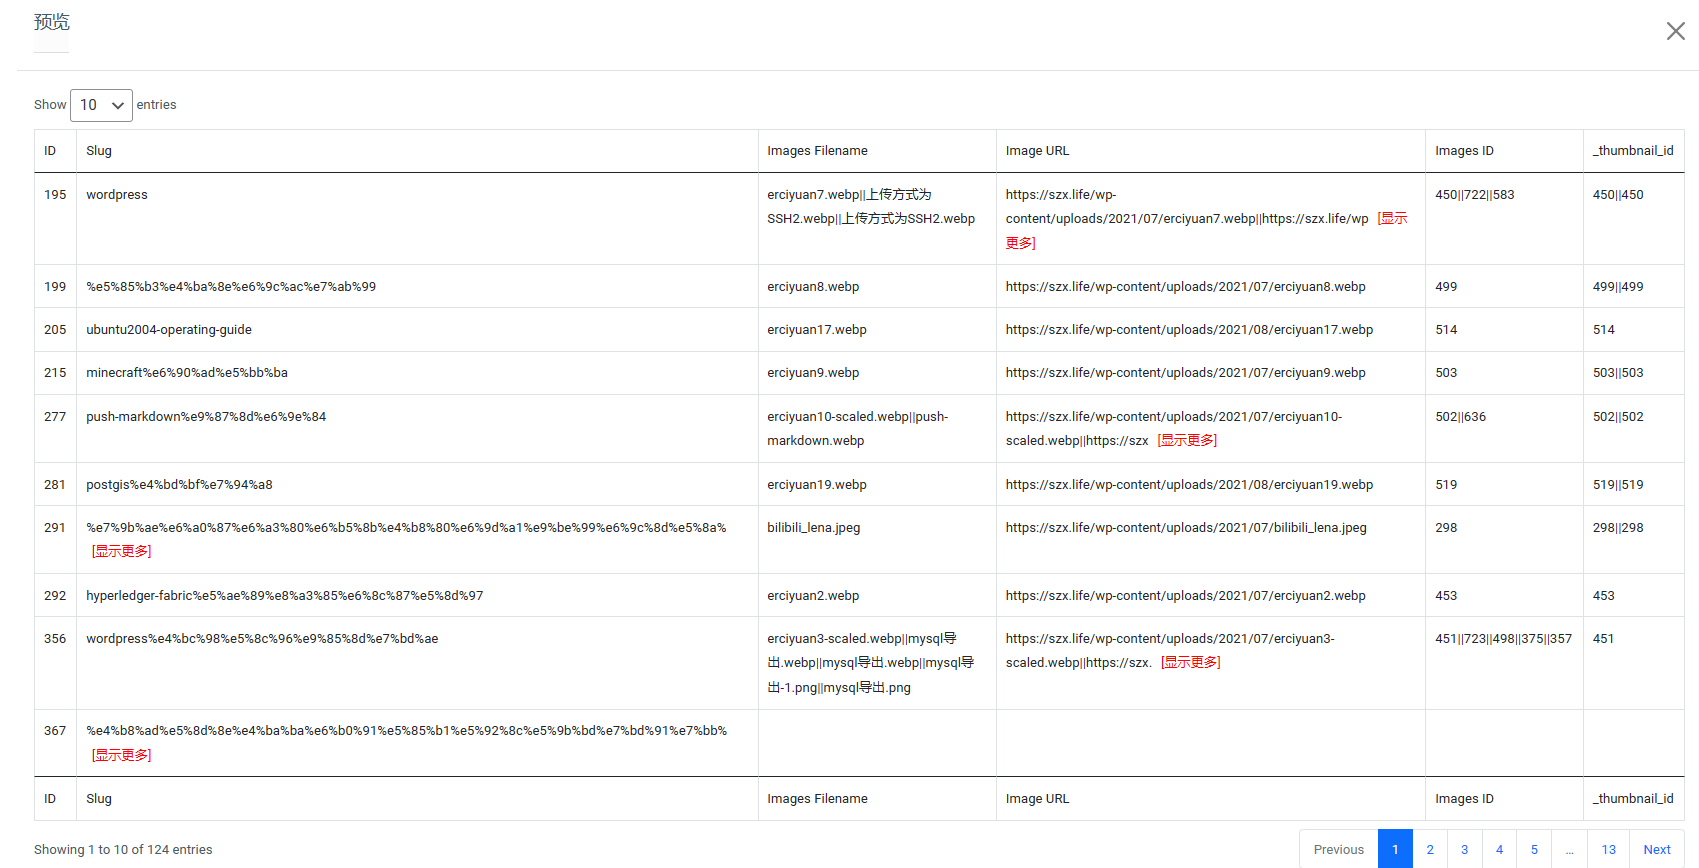 预览
Show 10 entries
ID Slug Images Filename Image URL Images ID _thumbnail_id
195 wordpress erciyuan7.webp||上传方式为 https://szx.life/wp- 450||722||583 450||450
SSH2.webp||上传方式为SSH2.webp content/uploads/2021/07/erciyuan7.webp||https://szx.life/wp [显示
更多]
199 %e5%85%b3%e4%ba%8e%e6%9c%ac%e7%ab%99 erciyuan8.webp https://szx.life/wp-content/uploads/2021/07/erciyuan8.webp 499 499||499
205 ubuntu2004-operating-guide erciyuan17.webp https://szx.life/wp-content/uploads/2021/08/erciyuan17.webp 514 514
215 minecraft%e6%90%ad%e5%bb%ba erciyuan9.webp https://szx.life/wp-content/uploads/2021/07/erciyuan9.webp 503 503||503
277 push-markdown%e9%87%8d%e6%9e%84 erciyuan10-scaled.webp||push- https://szx.life/wp-content/uploads/2021/07/erciyuan10- 502||636 502||502
markdown.webp scaled.webp||https://szx [显示更多]
281 postgis%e4%bd%bf%e7%94%a8 erciyuan19.webp https://szx.life/wp-content/uploads/2021/08/erciyuan19.webp 519 519||519
291 %e7%9b%ae%e6%a0%87%e6%a3%80%e6%b5%8b%e4%b8%80%e6%9d%a1%e9%be%99%e6%9c%8d%e5%8a% bilibili_lena.jpeg https://szx.life/wp-content/uploads/2021/07/bilibili_lena.jpeg 298 298||298
[显示更多]
292 hyperledger-fabric%e5%ae%89%e8%a3%85%e6%8c%87%e5%8d%97 erciyuan2.webp https://szx.life/wp-content/uploads/2021/07/erciyuan2.webp 453 453
356 wordpress%e4%bc%98%e5%8c%96%e9%85%8d%e7%bd%ae erciyuan3-scaled.webp||mysql导 https://szx.life/wp-content/uploads/2021/07/erciyuan3- 451||723||498||375||357 451
出.webp||mysql导出.webp||mysql导 scaled.webp||https://szx. [显示更多]
出-1.png||mysql导出.png
367 %e4%b8%ad%e5%8d%8e%e4%ba%ba%e6%b0%91%e5%85%b1%e5%92%8c%e5%9b%bd%e7%bd%91%e7%bb%
[显示更多]
ID Slug Images Filename Image URL Images ID _thumbnail_id
Showing 1 to 10 of 124 entries Previous 1 2 3 4 5 … 13 Next